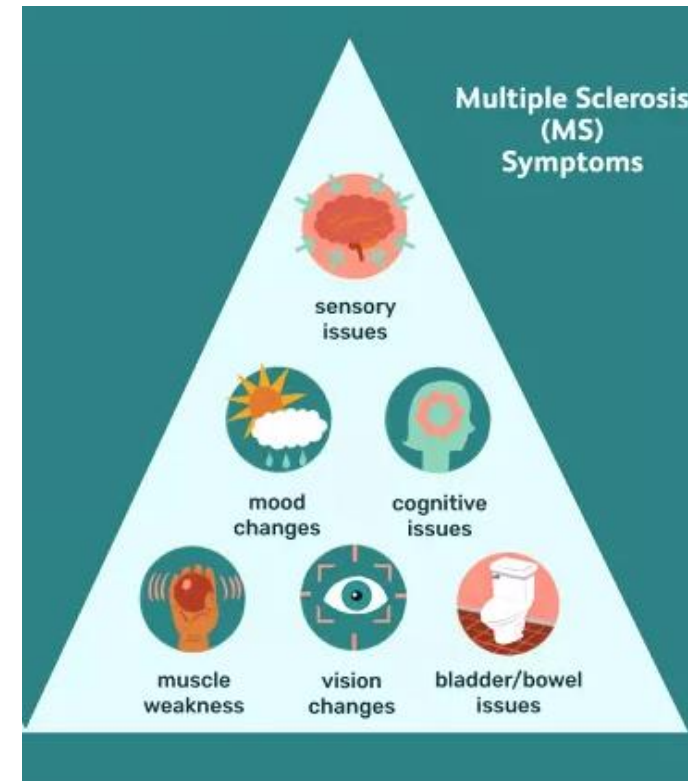 Multiple Sclerosis
(MS)
Symptoms
sensory
issues
mood
changes
cognitive
issues
muscle
weakness
vision
changes
bladder/bowel
issues